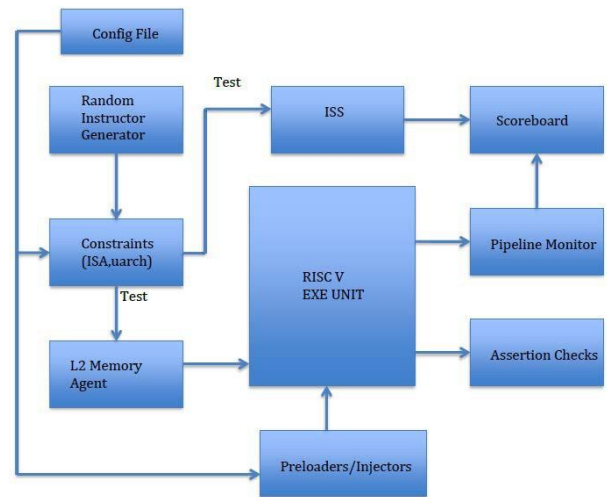 Config File
Test
Random
Instructor
Generator
ISS
Scoreboard
Constraints
(ISA,uarch)
RISC V
EXE UNIT
Pipeline Monitor
Test
L2 Memory
Agent
Assertion Checks
Preloaders/Injectors